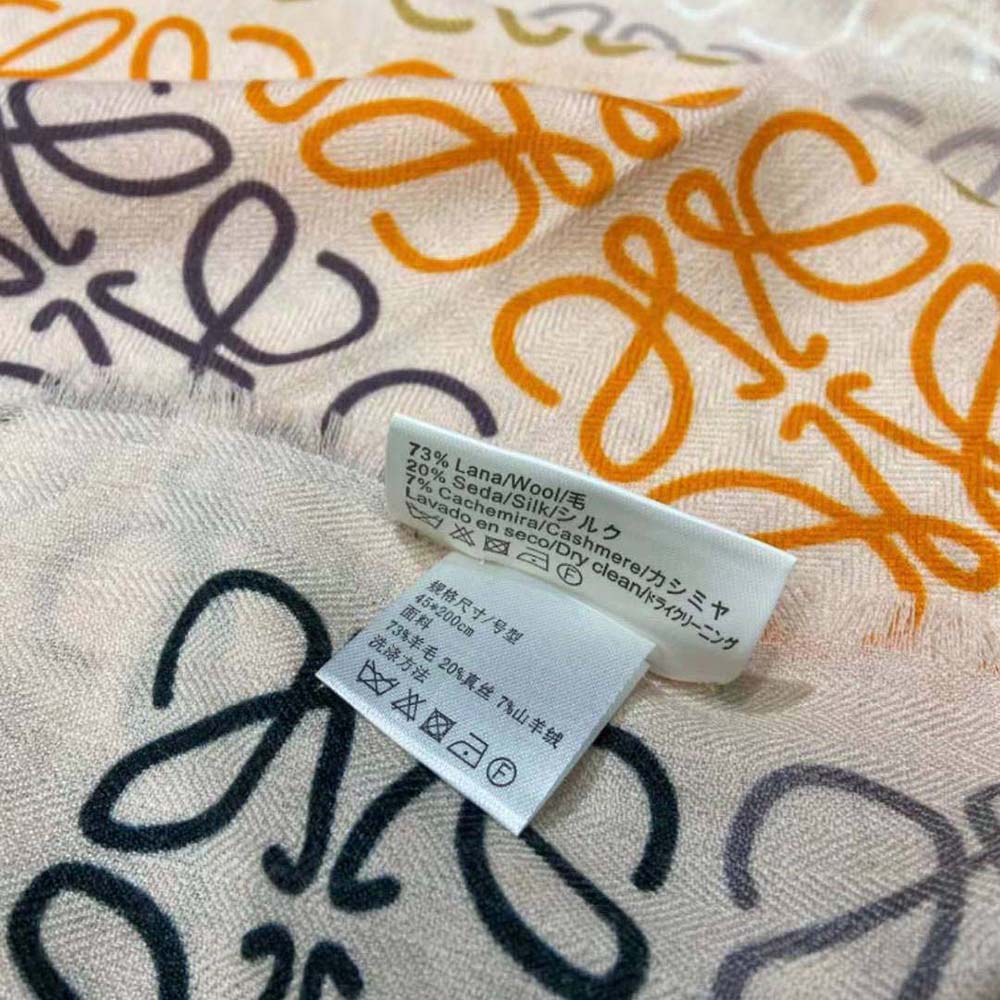 73% Lana/Wool/毛
20% Seda/Silk/シルク
7% Cachemira/Cashmere/カシミヤ
Lavado en seco/Dry clean/ドライクリーニング
F
规格尺寸/号型
45*200cm
面料
73%羊毛 20%真丝 7%山羊绒
洗涤方法
F